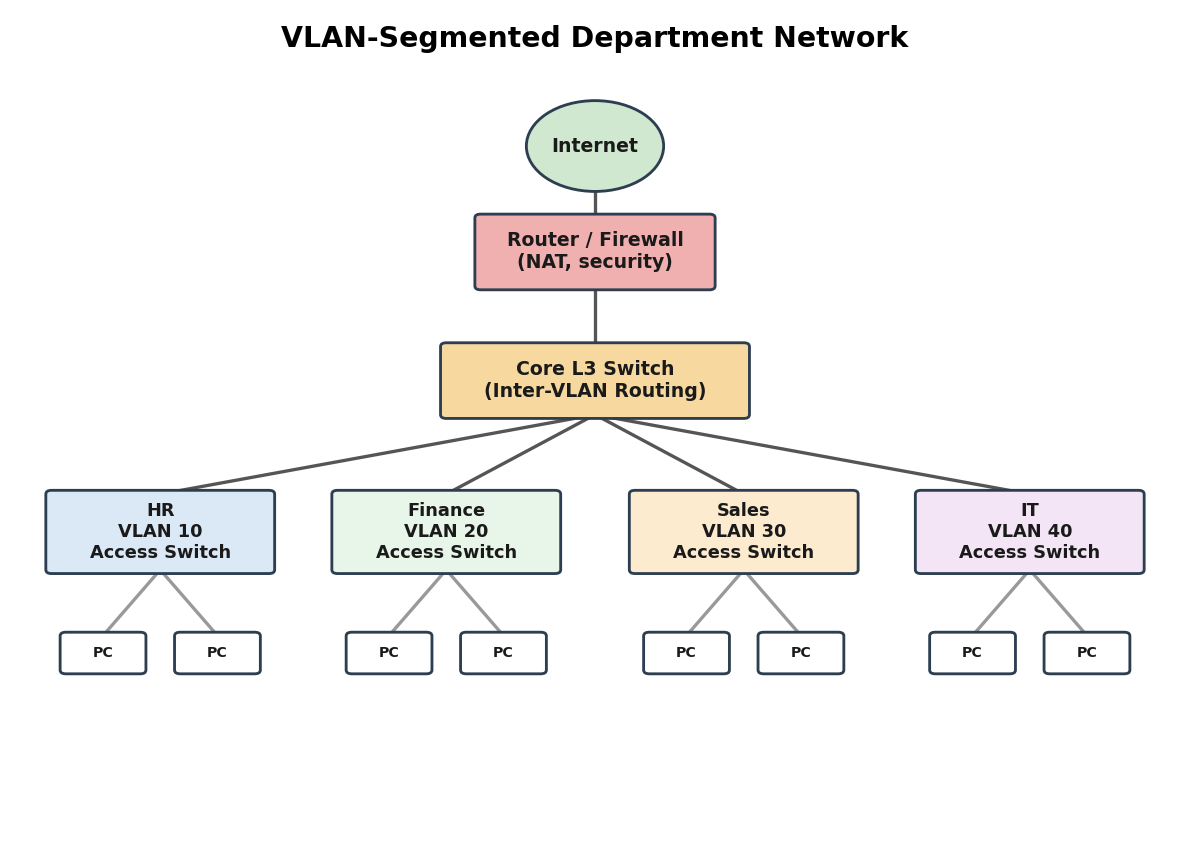 VLAN-Segmented Department Network
Internet
Router / Firewall
(NAT, security)
Core L3 Switch
(Inter-VLAN Routing)
HR
VLAN 10
Access Switch
Finance
VLAN 20
Access Switch
Sales
VLAN 30
Access Switch
IT
VLAN 40
Access Switch
PC
PC
PC
PC
PC
PC
PC
PC